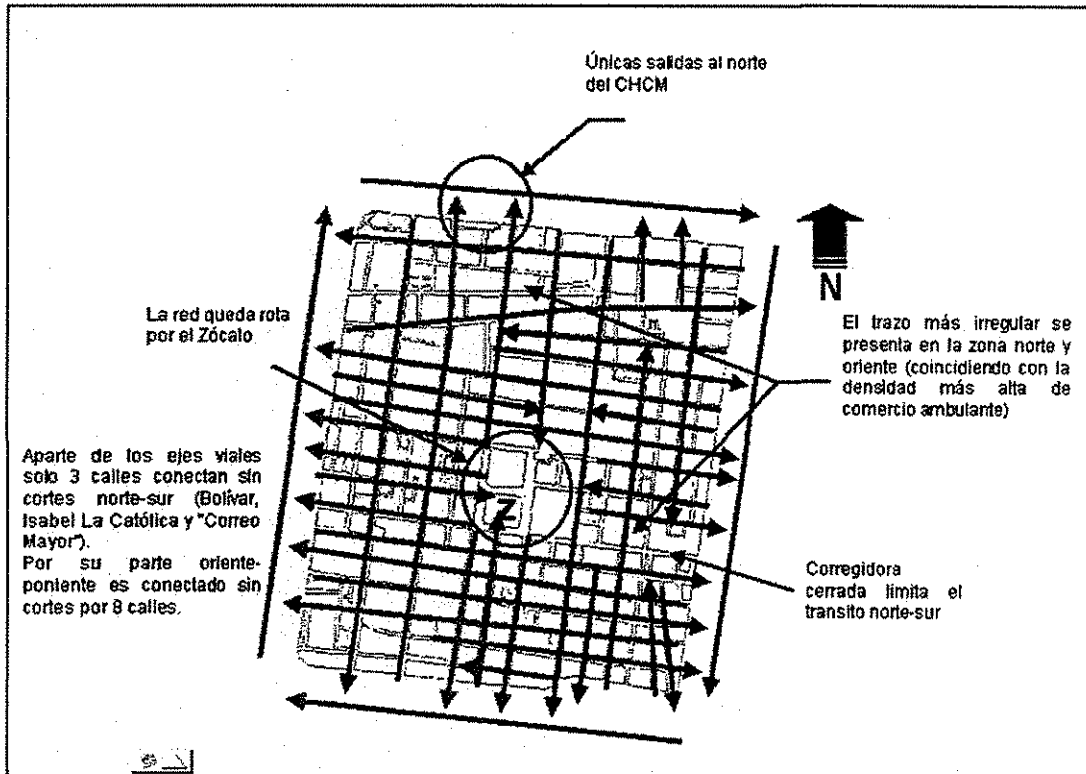 Únicas salidas al norte
del CHCM
N
La red queda rota
por el Zócalo
El trazo más irregular se
presenta en la zona norte y
oriente (coincidiendo con la
densidad más alta de
comercio ambulante)
Aparte de los ejes viales
solo 3 calles conectan sin
cortes norte-sur (Bolívar,
Isabel La Católica y "Correo
Mayor").
Por su parte oriente-
poniente es conectado sin
cortes por 8 calles.
Z
Corregidora
cerrada limita el
transito norte-sur